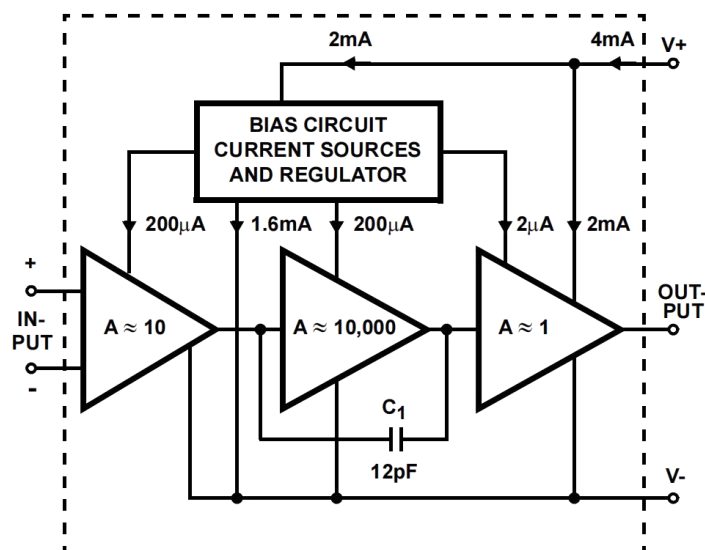 2mA
4mA
V+
BIAS CIRCUIT
CURRENT SOURCES
AND REGULATOR
200μA
1.6mA
200μA
2μA
2mA
+
IN-
PUT
-
A ≈ 10
A ≈ 10,000
A ≈ 1
OUT-
PUT
C1
12pF
V-